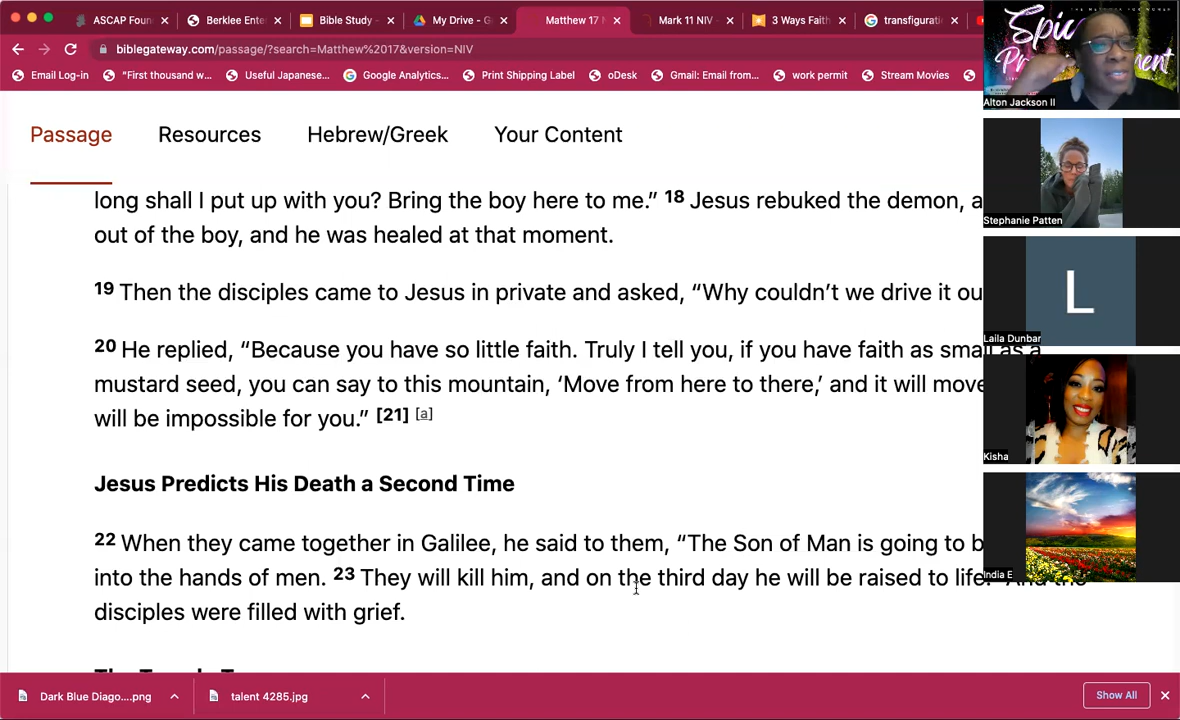 ASCAP Foun
Berklee Ente
Bible Study -
My Drive - G
Matthew 17 N
Mark 11 NIV -
3 Ways Faith
transfigurati
biblegateway.com/passage/?search=Matthew%2017&version=NIV
Email Log-in
"First thousand w...
Useful Japanese...
Google Analytics...
Print Shipping Label
oDesk
Gmail: Email from...
work permit
Stream Movies
Epic
Alton Jackson II
Passage
Resources
Hebrew/Greek
Your Content
long shall I put up with you? Bring the boy here to me.” 18 Jesus rebuked the demon, a
out of the boy, and he was healed at that moment.
Stephanie Patten
19 Then the disciples came to Jesus in private and asked, “Why couldn’t we drive it ou
L
Laila Dunbar
20 He replied, “Because you have so little faith. Truly I tell you, if you have faith as small as a
mustard seed, you can say to this mountain, ‘Move from here to there,’ and it will move
will be impossible for you.” [21] [a]
Kisha
Jesus Predicts His Death a Second Time
22 When they came together in Galilee, he said to them, “The Son of Man is going to b
into the hands of men. 23 They will kill him, and on the third day he will be raised to life.” And the
disciples were filled with grief.
India E
Dark Blue Diago....png
talent 4285.jpg
Show All